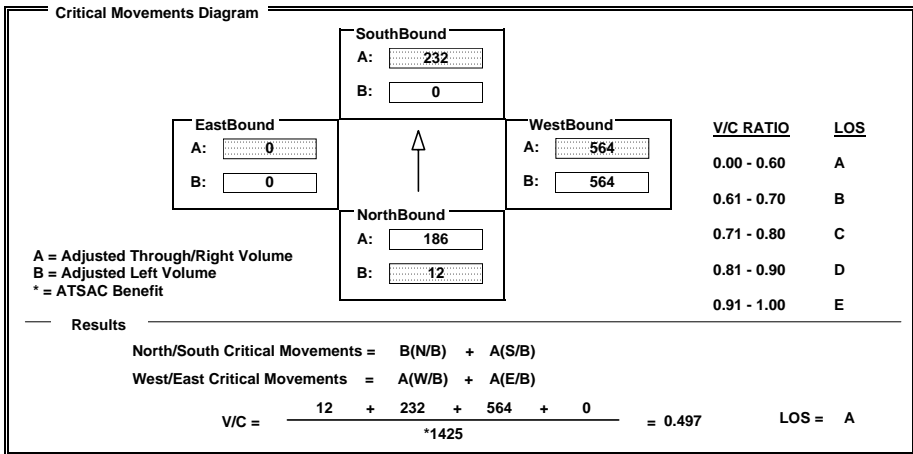 Critical Movements Diagram
SouthBound
A: 232
B: 0
EastBound
A: 0
B: 0
WestBound
A: 564
B: 564
NorthBound
A: 186
B: 12
V/C RATIO LOS
0.00 - 0.60 A
0.61 - 0.70 B
0.71 - 0.80 C
0.81 - 0.90 D
0.91 - 1.00 E
A = Adjusted Through/Right Volume
B = Adjusted Left Volume
* = ATSAC Benefit
Results
North/South Critical Movements = B(N/B) + A(S/B)
West/East Critical Movements = A(W/B) + A(E/B)
12 + 232 + 564 + 0
V/C = = 0.497 LOS = A
*1425